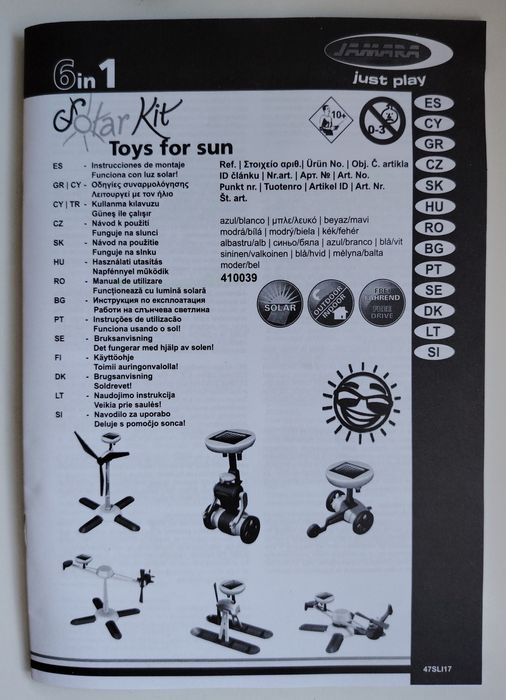 6in1
JAMARA
just play
Solar Kit
Toys for sun
10+
0-3
ES - Instrucciones de montaje
Funciona con luz solar!
GR | CY - Οδηγίες συναρμολόγησης
Λειτουργεί με τον ήλιο
CY | TR - Kullanma kılavuzu
Güneş ile çalişir
CZ - Návod k použití
Funguje na slunci
SK - Návod na použitie
Funguje na slnku
HU - Használati utasítás
Napfénnyel működik
RO - Manual de utilizare
Funcționează cu lumină solară
BG - Инструкция по експлоатация
Работи на слънчева светлина
PT - Instruções de utilizacão
Funciona usando o sol!
SE - Bruksanvisning
Det fungerar med hjälp av solen!
FI - Käyttöohje
Toimii auringonvalolla!
DK - Brugsanvisning
Soldrevet!
LT - Naudojimo instrukcija
Veikia prie saulės!
SI - Navodilo za uporabo
Deluje s pomočjo sonca!
Ref. | Στοιχείο αριθ.| Ürün No. | Obj. Č. artikla
ID článku | Nr.art. | Арт. № | Art. No.
Punkt nr. | Tuotenro | Artikel ID | Art. Nr.
Št. art.
azul/blanco | μπλε/λευκό | beyaz/mavi
modrá/bílá | modrý/biela | kék/fehér
albastru/alb | синьо/бяла | azul/branco | blå/vit
sininen/valkoinen | blå/hvid | mėlyna/balta
moder/bel
410039
SOLAR
OUTDOOR
INDOOR
FREI
FAHREND
FREE
DRIVE
ES
CY
GR
CZ
SK
HU
RO
BG
PT
SE
DK
LT
SI
47SLI17